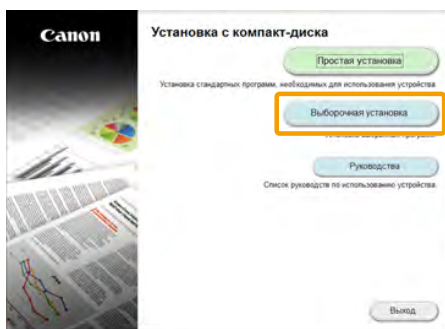 Canon
Установка с компакт-диска
Простая установка
Установка стандартных программ, необходимых для использования устройства.
Выборочная установка
Руководства
Список руководств по использованию устройства.
Выход